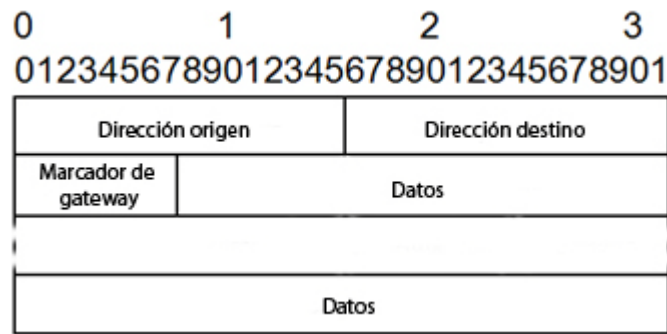 0 1 2 3
01234567890123456789012345678901
Dirección origen Dirección destino
Marcador de
gateway
Datos
Datos